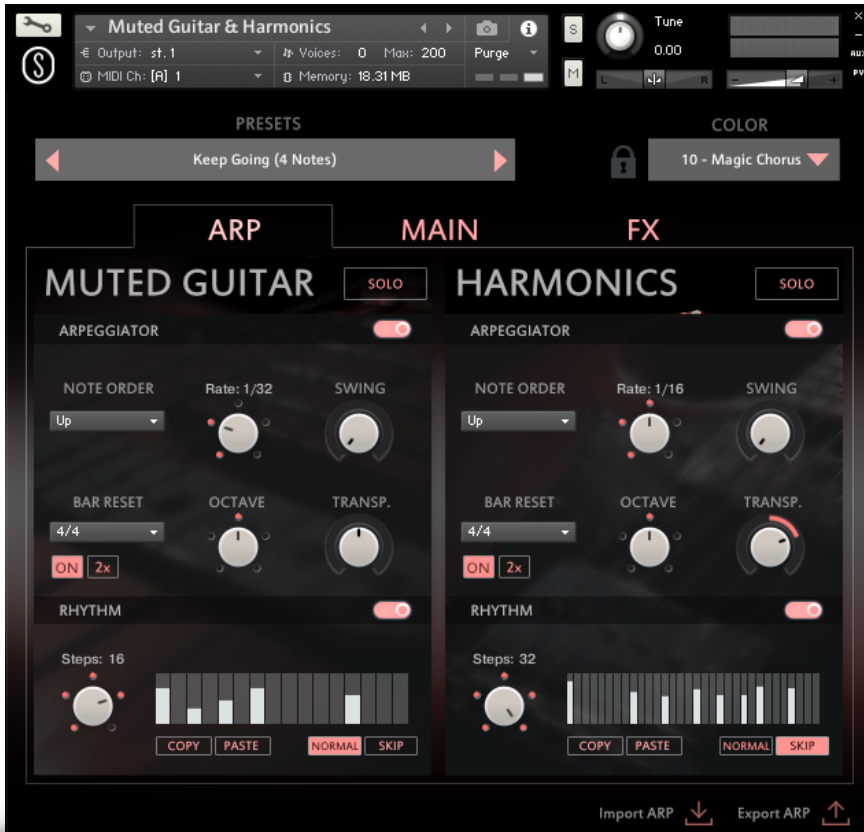 Muted Guitar & Harmonics
Output: st.1 Voices: 0 Max: 200 Purge
MIDI Ch: [A] 1 Memory: 18.31 MB
S
M
Tune
0.00
L R
- +
×
-
AUX
PV
S
PRESETS
Keep Going (4 Notes)
COLOR
10 - Magic Chorus
ARP MAIN FX
MUTED GUITAR SOLO
ARPEGGIATOR
NOTE ORDER Rate: 1/32 SWING
Up
BAR RESET OCTAVE TRANSP.
4/4
ON 2x
RHYTHM
Steps: 16
COPY PASTE NORMAL SKIP
HARMONICS SOLO
ARPEGGIATOR
NOTE ORDER Rate: 1/16 SWING
Up
BAR RESET OCTAVE TRANSP.
4/4
ON 2x
RHYTHM
Steps: 32
COPY PASTE NORMAL SKIP
Import ARP Export ARP